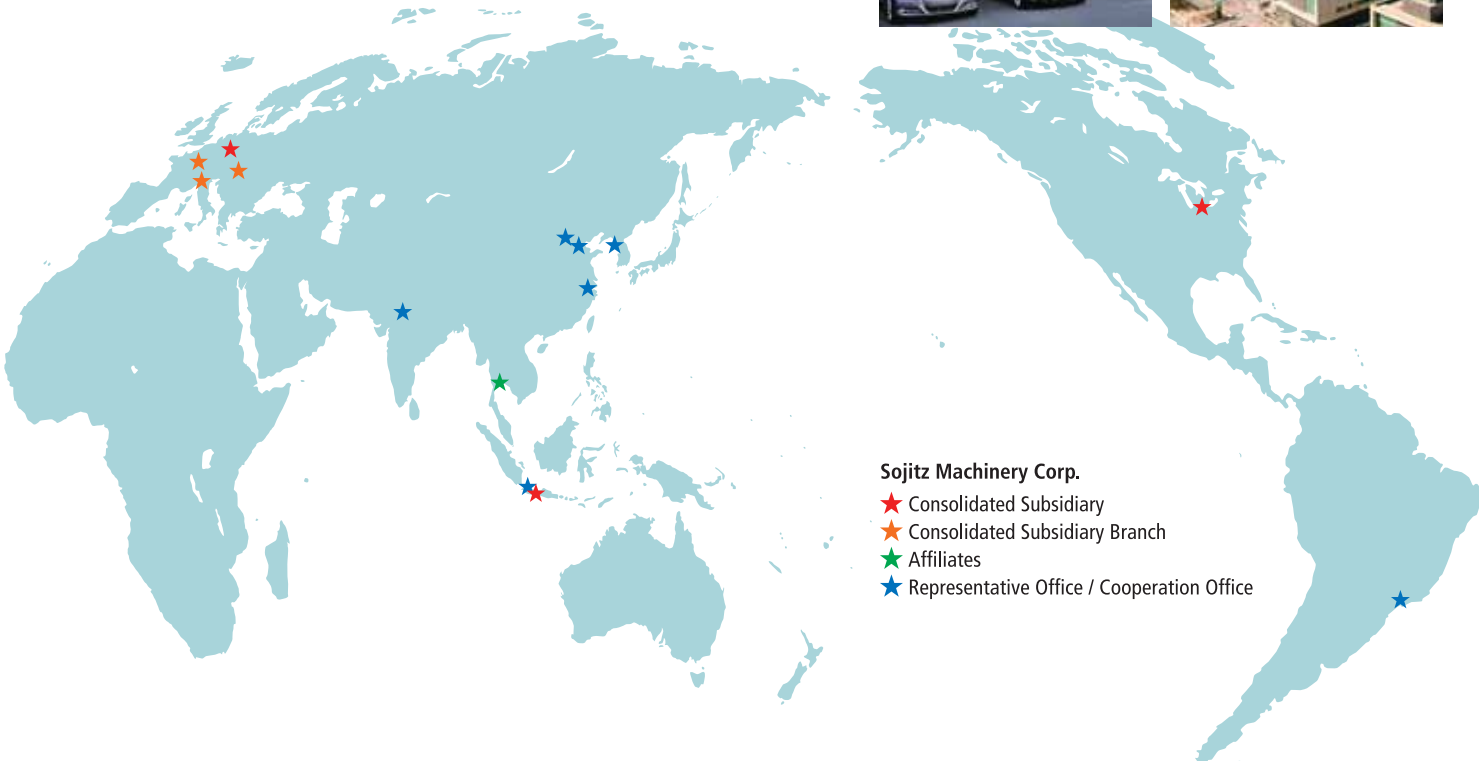 Sojitz Machinery Corp.
Consolidated Subsidiary
Consolidated Subsidiary Branch
Affiliates
Representative Office / Cooperation Office